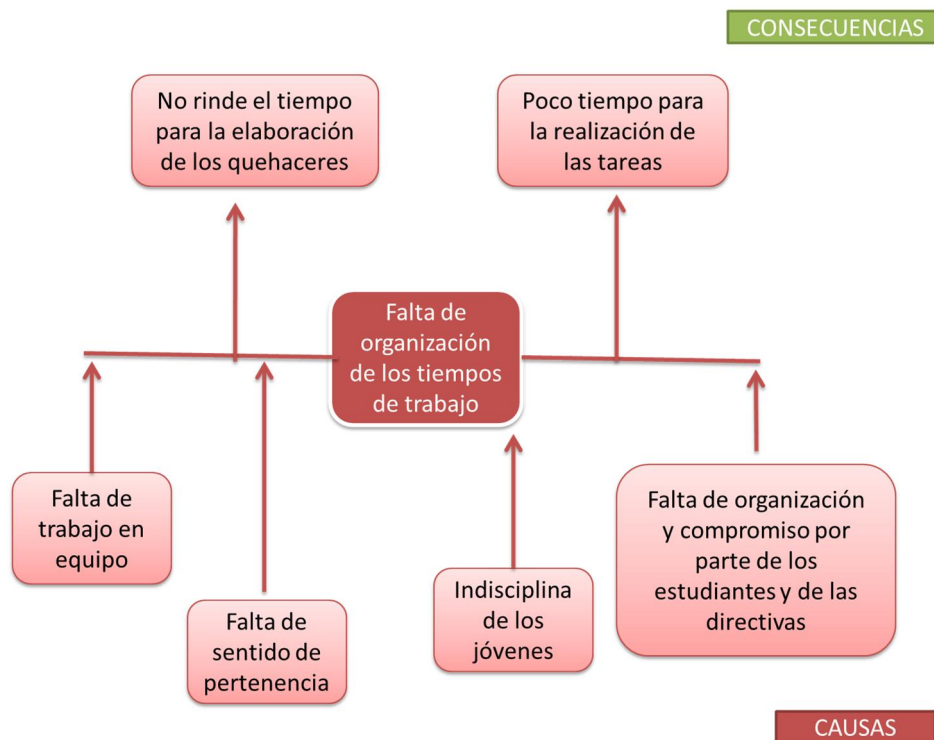 CONSECUENCIAS
No rinde el tiempo
para la elaboración
de los quehaceres
Poco tiempo para
la realización de
las tareas
Falta de
organización
de los tiempos
de trabajo
Falta de
trabajo en
equipo
Falta de
sentido de
pertenencia
Indisciplina
de los
jóvenes
Falta de organización
y compromiso por
parte de los
estudiantes y de las
directivas
CAUSAS